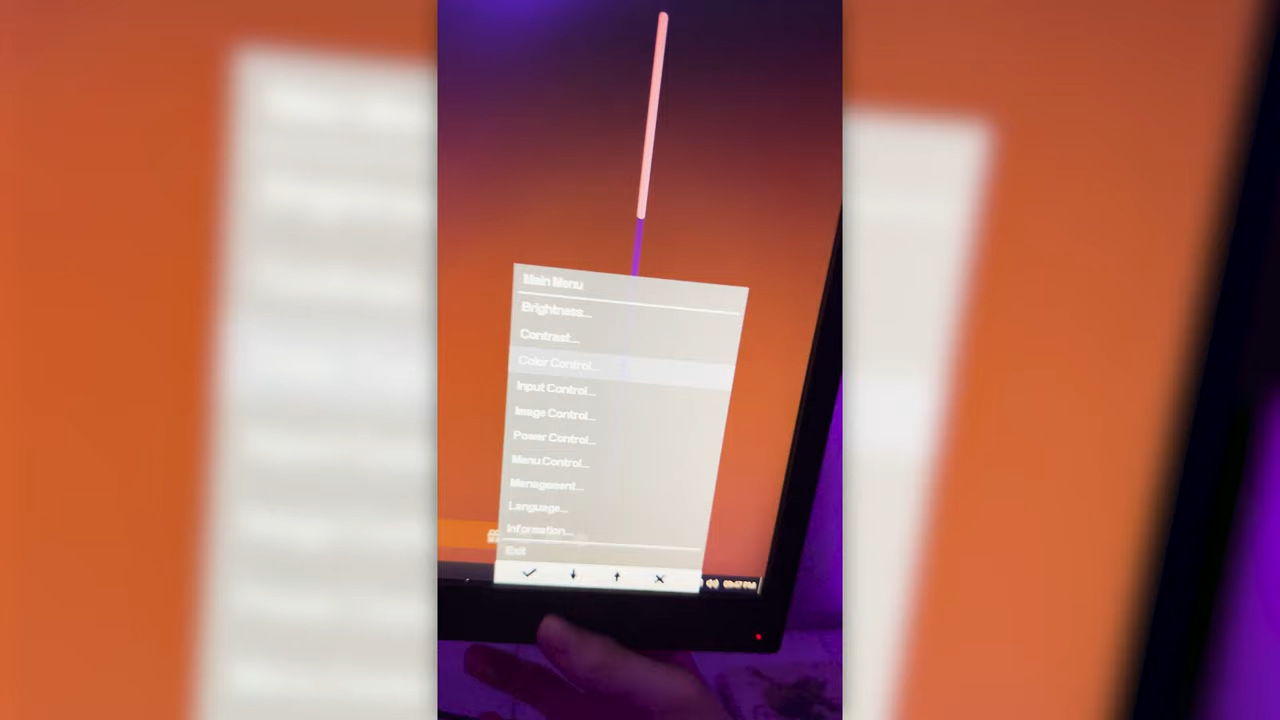 Main Menu
Brightness...
Contrast...
Color Control...
Input Control...
Image Control...
Power Control...
Menu Control...
Management...
Language...
Information...
Exit